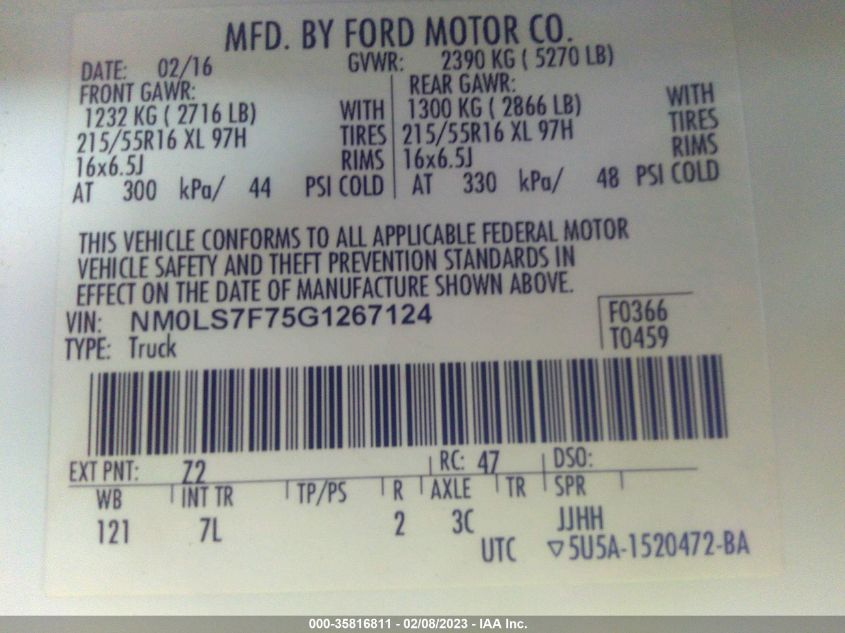 MFD. BY FORD MOTOR CO.
DATE: 02/16 GVWR: 2390 KG ( 5270 LB)
FRONT GAWR: REAR GAWR:
1232 KG ( 2716 LB) WITH 1300 KG ( 2866 LB) WITH
215/55R16 XL 97H TIRES 215/55R16 XL 97H TIRES
16x6.5J RIMS 16x6.5J RIMS
AT 300 kPa/ 44 PSI COLD AT 330 kPa/ 48 PSI COLD
THIS VEHICLE CONFORMS TO ALL APPLICABLE FEDERAL MOTOR
VEHICLE SAFETY AND THEFT PREVENTION STANDARDS IN
EFFECT ON THE DATE OF MANUFACTURE SHOWN ABOVE.
VIN: NM0LS7F75G1267124 F0366
TYPE: Truck T0459
EXT PNT: Z2 RC: 47 DSO:
WB INT TR TP/PS R AXLE TR SPR
121 7L 2 3C JJHH
UTC ▽5U5A-1520472-BA
000-35816811 - 02/08/2023 - IAA Inc.